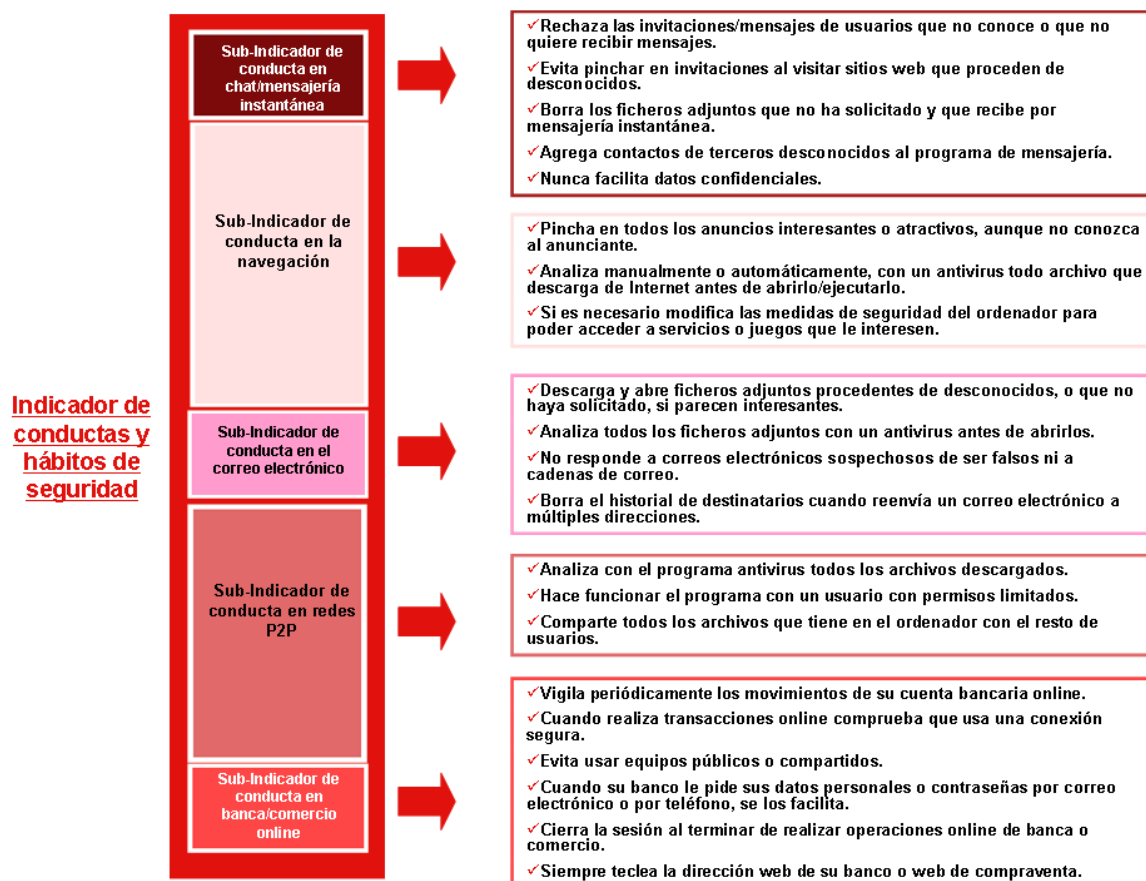 Indicador de
conductas y
hábitos de
seguridad
Sub-Indicador de
conducta en
chat/mensajería
instantánea
✓Rechaza las invitaciones/mensajes de usuarios que no conoce o que no
quiere recibir mensajes.
✓Evita pinchar en invitaciones al visitar sitios web que proceden de
desconocidos.
✓Borra los ficheros adjuntos que no ha solicitado y que recibe por
mensajería instantánea.
✓Agrega contactos de terceros desconocidos al programa de mensajería.
✓Nunca facilita datos confidenciales.
Sub-Indicador de
conducta en la
navegación
✓Pincha en todos los anuncios interesantes o atractivos, aunque no conozca
al anunciante.
✓Analiza manualmente o automáticamente, con un antivirus todo archivo que
descarga de Internet antes de abrirlo/ejecutarlo.
✓Si es necesario modifica las medidas de seguridad del ordenador para
poder acceder a servicios o juegos que le interesen.
Sub-Indicador de
conducta en el
correo electrónico
✓Descarga y abre ficheros adjuntos procedentes de desconocidos, o que no
haya solicitado, si parecen interesantes.
✓Analiza todos los ficheros adjuntos con un antivirus antes de abrirlos.
✓No responde a correos electrónicos sospechosos de ser falsos ni a
cadenas de correo.
✓Borra el historial de destinatarios cuando reenvía un correo electrónico a
múltiples direcciones.
Sub-Indicador de
conducta en redes
P2P
✓Analiza con el programa antivirus todos los archivos descargados.
✓Hace funcionar el programa con un usuario con permisos limitados.
✓Comparte todos los archivos que tiene en el ordenador con el resto de
usuarios.
Sub-Indicador de
conducta en
banca/comercio
online
✓Vigila periódicamente los movimientos de su cuenta bancaria online.
✓Cuando realiza transacciones online comprueba que usa una conexión
segura.
✓Evita usar equipos públicos o compartidos.
✓Cuando su banco le pide sus datos personales o contraseñas por correo
electrónico o por teléfono, se los facilita.
✓Cierra la sesión al terminar de realizar operaciones online de banca o
comercio.
✓Siempre teclea la dirección web de su banco o web de compraventa.